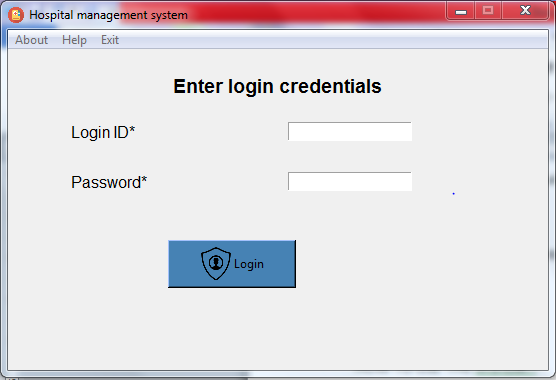 Hospital management system
About Help Exit
Enter login credentials
Login ID*
Password*
.
Login